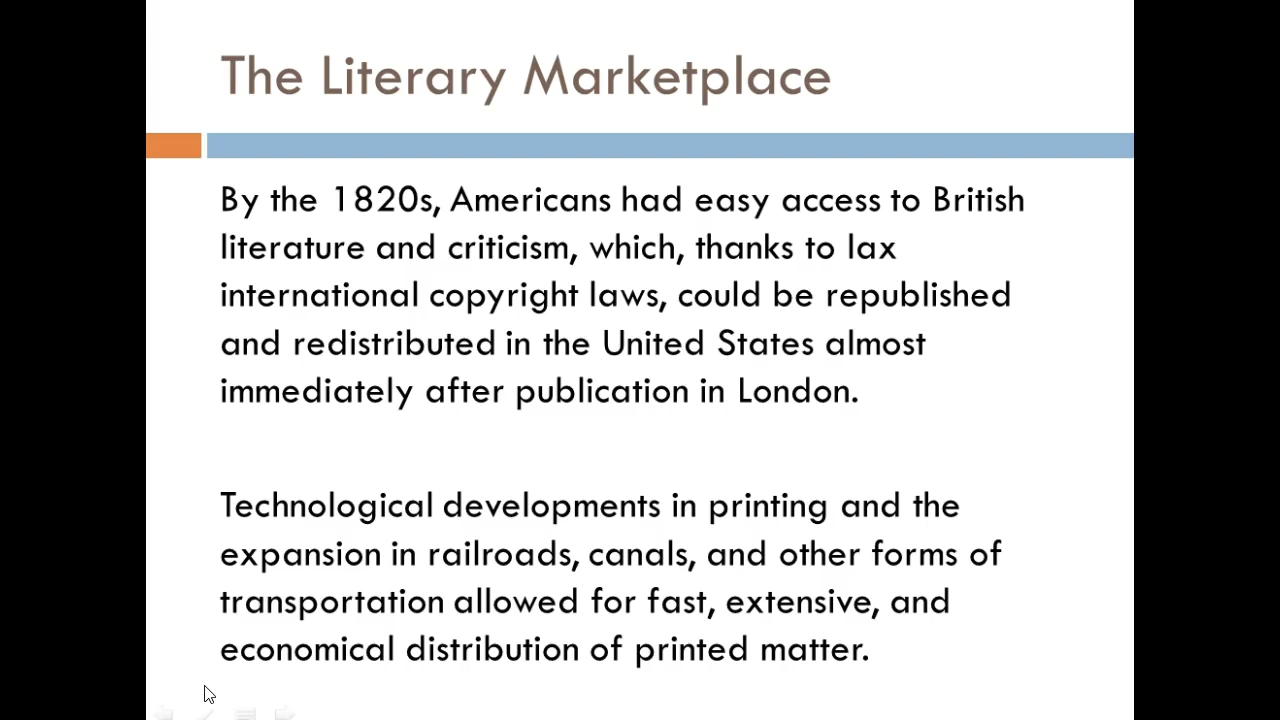 The Literary Marketplace
By the 1820s, Americans had easy access to British
literature and criticism, which, thanks to lax
international copyright laws, could be republished
and redistributed in the United States almost
immediately after publication in London.
Technological developments in printing and the
expansion in railroads, canals, and other forms of
transportation allowed for fast, extensive, and
economical distribution of printed matter.